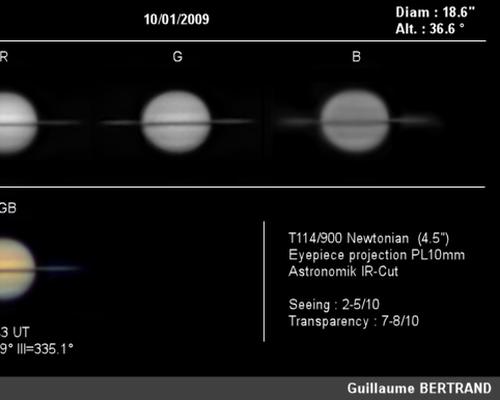 10/01/2009
Diam : 18.6"
Alt. : 36.6 °
R
G
B
GB
T114/900 Newtonian (4.5")
Eyepiece projection PL10mm
Astronomik IR-Cut
Seeing : 2-5/10
Transparency : 7-8/10
3 UT
9° III=335.1°
Guillaume BERTRAND